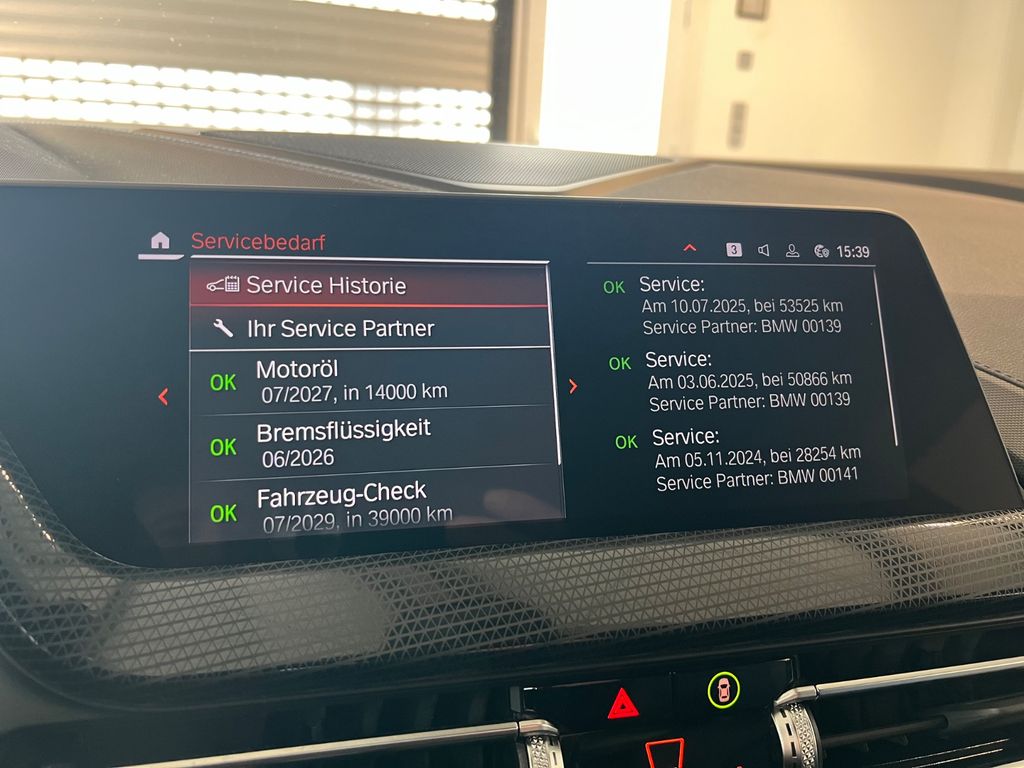 Servicebedarf
3
15:39
Service Historie
Ihr Service Partner
OK
Motoröl
07/2027, in 14000 km
OK
Bremsflüssigkeit
06/2026
OK
Fahrzeug-Check
07/2029, in 39000 km
OK
Service:
Am 10.07.2025, bei 53525 km
Service Partner: BMW 00139
OK
Service:
Am 03.06.2025, bei 50866 km
Service Partner: BMW 00139
OK
Service:
Am 05.11.2024, bei 28254 km
Service Partner: BMW 00141